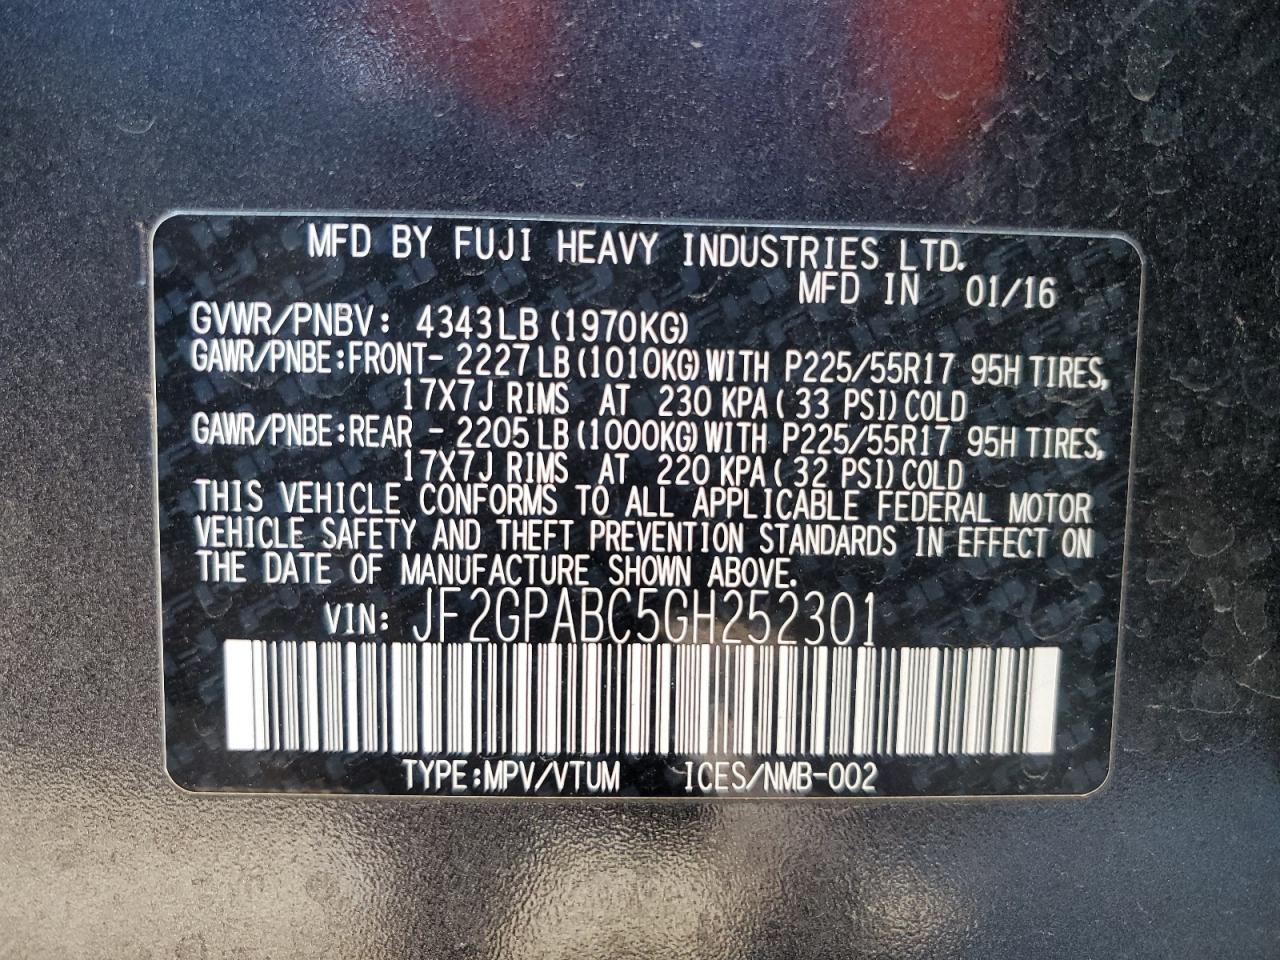 MFD BY FUJI HEAVY INDUSTRIES LTD.
MFD IN 01/16
GVWR/PNBV: 4343LB (1970KG)
GAWR/PNBE:FRONT- 2227LB (1010KG) WITH P225/55R17 95H TIRES,
17X7J RIMS AT 230 KPA ( 33 PSI) COLD
GAWR/PNBE:REAR - 2205LB (1000KG) WITH P225/55R17 95H TIRES,
17X7J RIMS AT 220 KPA ( 32 PSI) COLD
THIS VEHICLE CONFORMS TO ALL APPLICABLE FEDERAL MOTOR
VEHICLE SAFETY AND THEFT PREVENTION STANDARDS IN EFFECT ON
THE DATE OF MANUFACTURE SHOWN ABOVE.
VIN: JF2GPABC5GH252301
TYPE:MPV/VTUM ICES/NMB-002